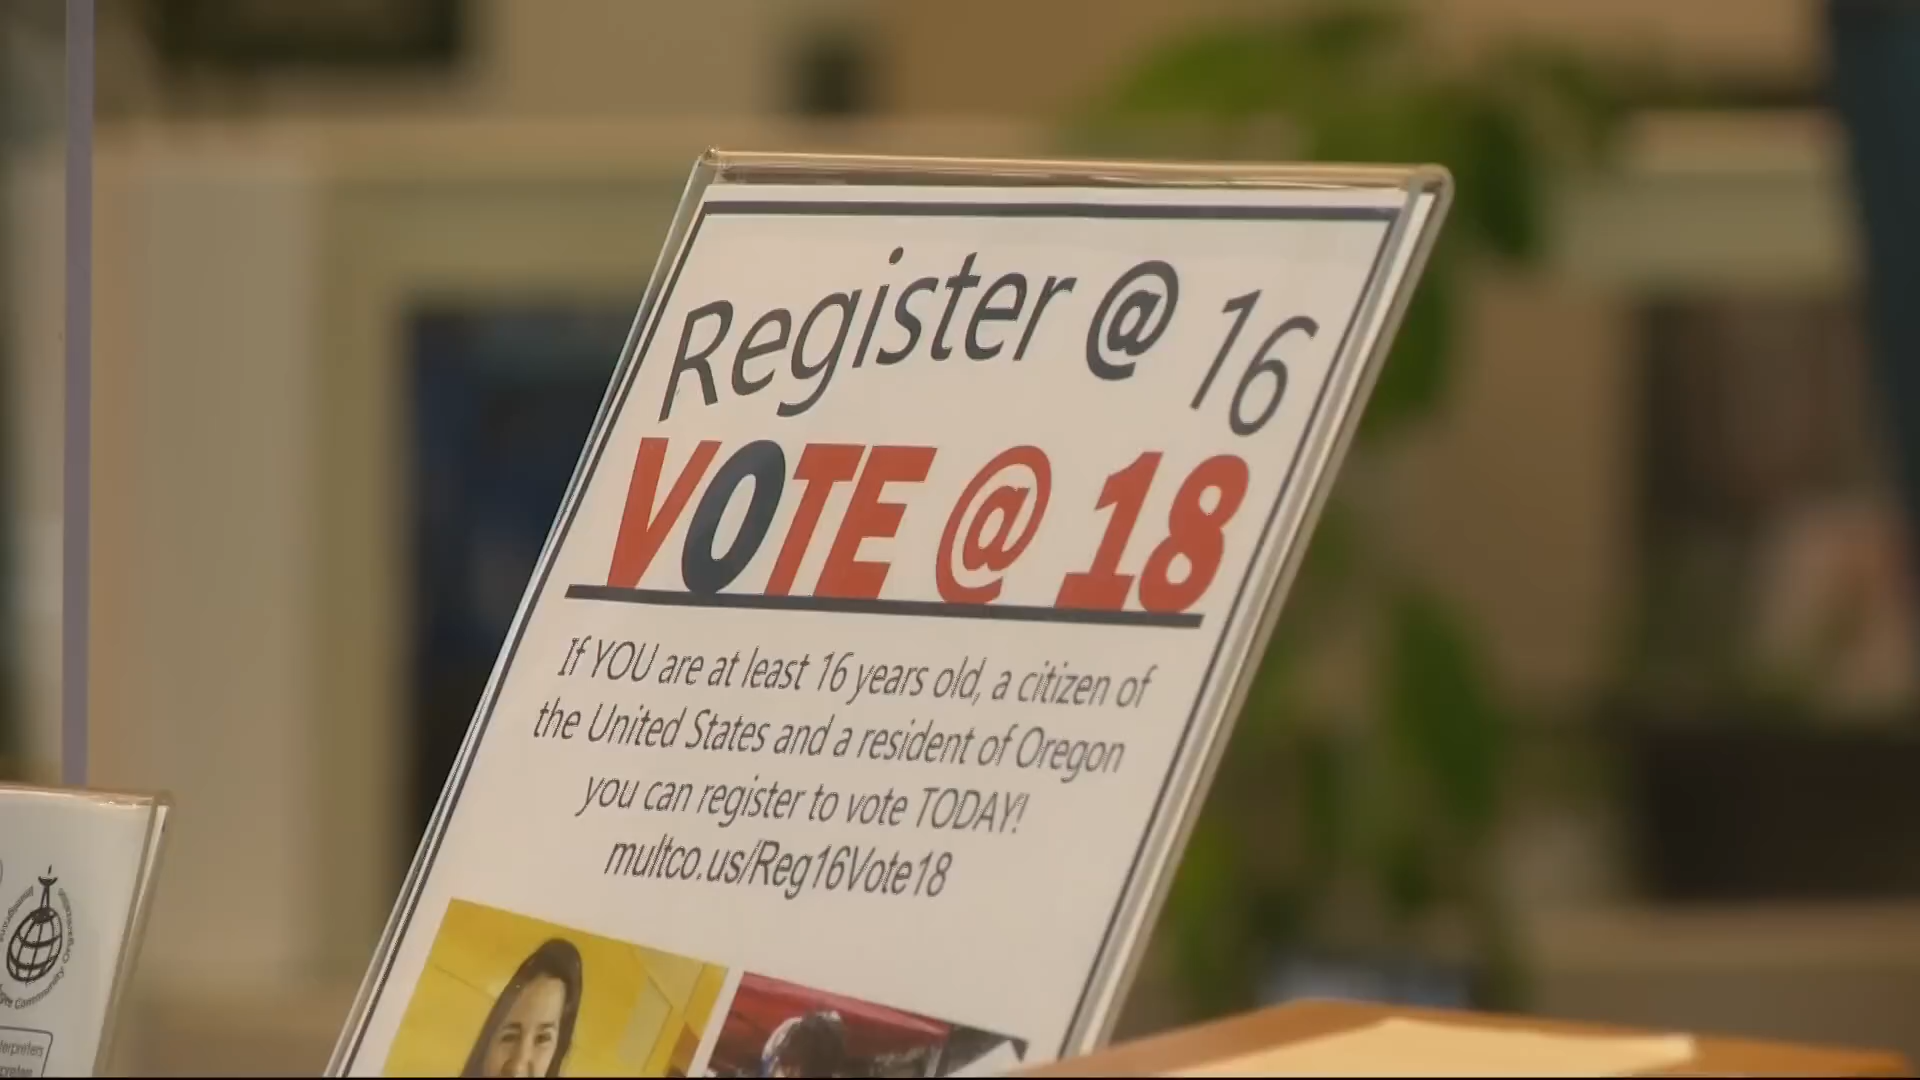 Register @ 16
VOTE @ 18
If YOU are at least 16 years old, a citizen of
the United States and a resident of Oregon
you can register to vote TODAY!
multco.us/Reg16Vote18